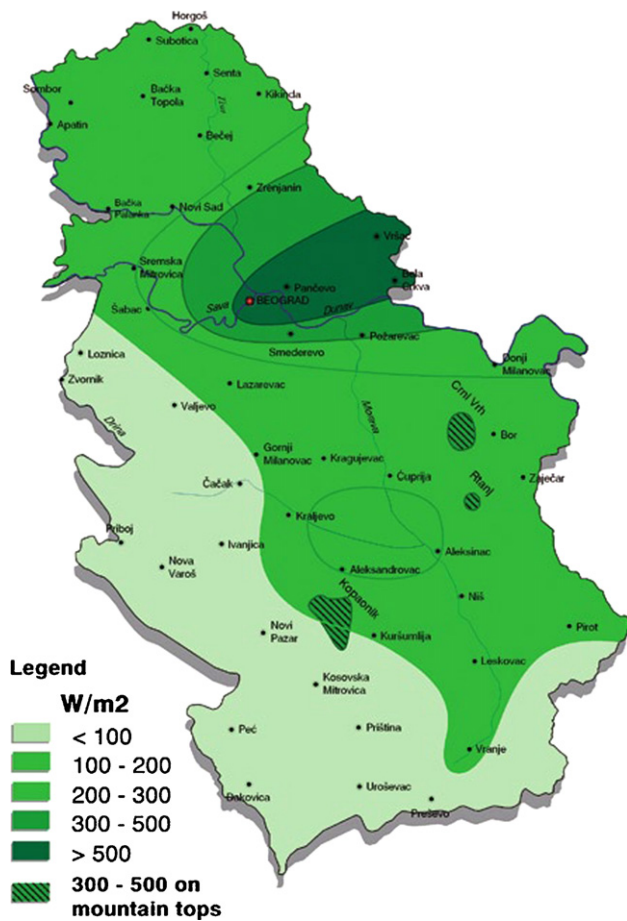 Horgoš
Subotica
Senta
Sombor
Bačka
Topola
Kikinda
Tisa
Apatin
Bečej
Zrenjanin
Bačka
Palanka
Novi Sad
Vršac
Sremska
Mitrovica
Pančevo
Bela
Crkva
BEOGRAD
Sava
Dunav
Šabac
Smederevo
Požarevac
Loznica
Donji
Milanovac
Zvornik
Lazarevac
Crni Vrh
Valjevo
Morava
Drina
Bor
Gornji
Milanovac
Kragujevac
Ćuprija
Rtanj
Zaječar
Čačak
Kraljevo
Priboj
Ivanjica
Aleksinac
Nova
Varoš
Aleksandrovac
Kopaonik
Niš
Novi
Pazar
Kuršumlija
Pirot
Leskovac
Legend
W/m2
Kosovska
Mitrovica
< 100
Peć
Priština
100 - 200
Vranje
200 - 300
Đakovica
Uroševac
Preševo
300 - 500
> 500
300 - 500 on
mountain tops